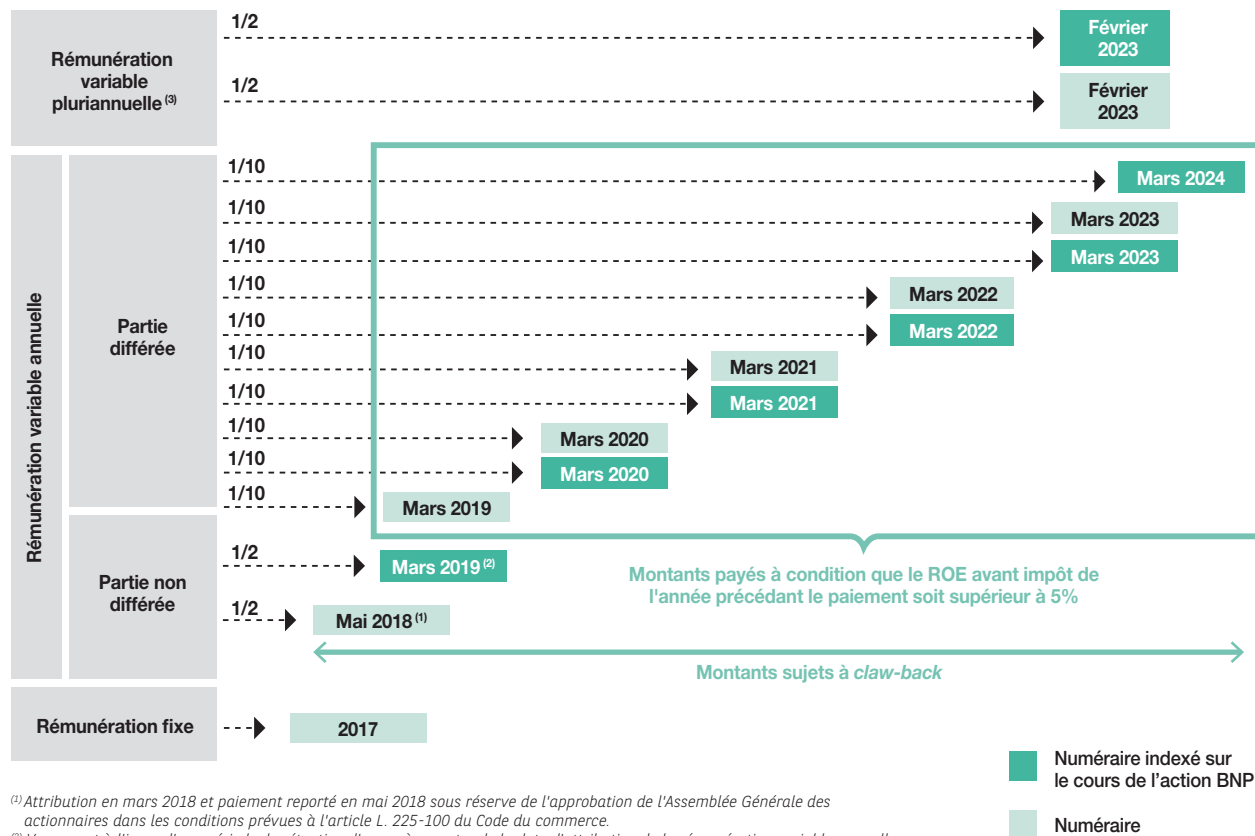 1/2
Février
2023
Rémunération
variable
pluriannuelle (3)
1/2
Février
2023
Rémunération variable annuelle
Partie
différée
1/10
Mars 2024
1/10
Mars 2023
1/10
Mars 2023
1/10
Mars 2022
1/10
Mars 2022
1/10
Mars 2021
1/10
Mars 2021
1/10
Mars 2020
1/10
Mars 2020
1/10
Mars 2019
Partie non
différée
1/2
Mars 2019 (2)
1/2
Mai 2018 (1)
Montants payés à condition que le ROE avant impôt de
l'année précédant le paiement soit supérieur à 5%
Montants sujets à claw-back
Rémunération fixe
2017
Numéraire indexé sur
le cours de l'action BNP
Numéraire
(1) Attribution en mars 2018 et paiement reporté en mai 2018 sous réserve de l'approbation de l'Assemblée Générale des
actionnaires dans les conditions prévues à l'article L. 225-100 du Code du commerce.